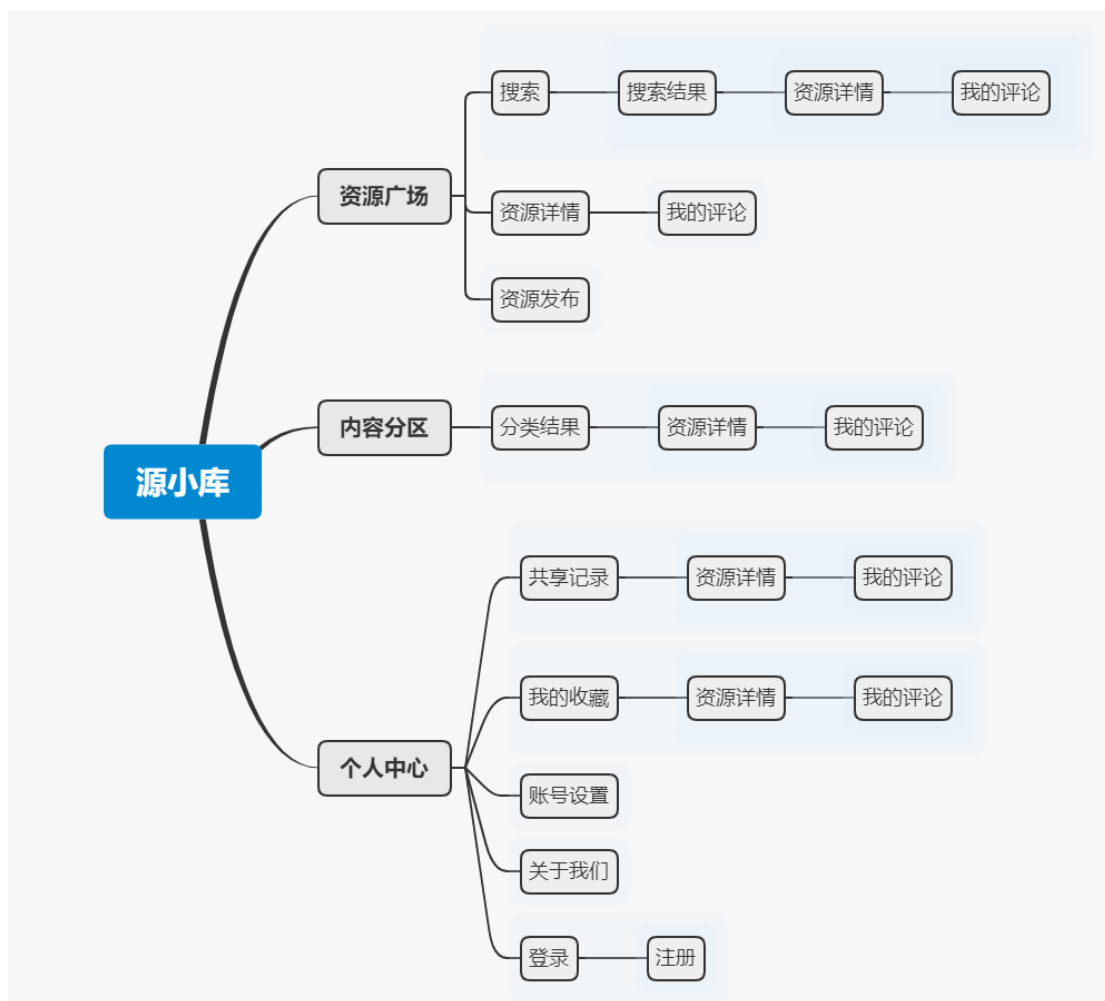 源小库
资源广场
搜索
搜索结果
资源详情
我的评论
资源详情
我的评论
资源发布
内容分区
分类结果
资源详情
我的评论
个人中心
共享记录
资源详情
我的评论
我的收藏
资源详情
我的评论
账号设置
关于我们
登录
注册